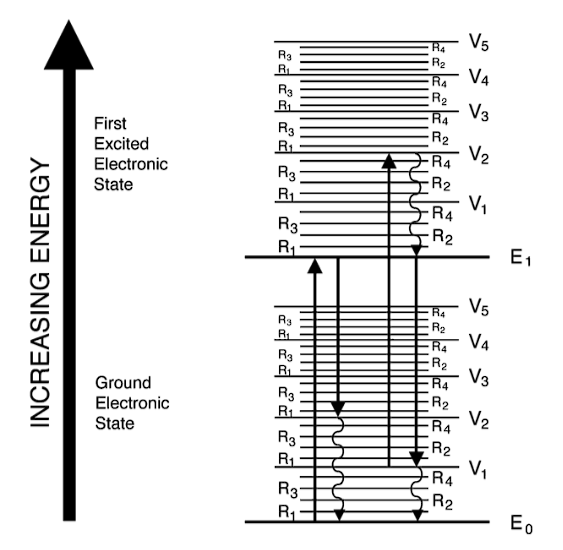 INCREASING ENERGY
First
Excited
Electronic
State
Ground
Electronic
State
V₅
R₄
R₃
R₂
R₁
V₄
R₄
R₃
R₂
R₁
V₃
R₄
R₃
R₂
R₁
V₂
R₄
R₃
R₂
R₁
V₁
R₄
R₃
R₂
R₁
E₁
V₅
R₄
R₃
R₂
R₁
V₄
R₄
R₃
R₂
R₁
V₃
R₄
R₃
R₂
R₁
V₂
R₄
R₃
R₂
R₁
V₁
R₄
R₃
R₂
R₁
E₀